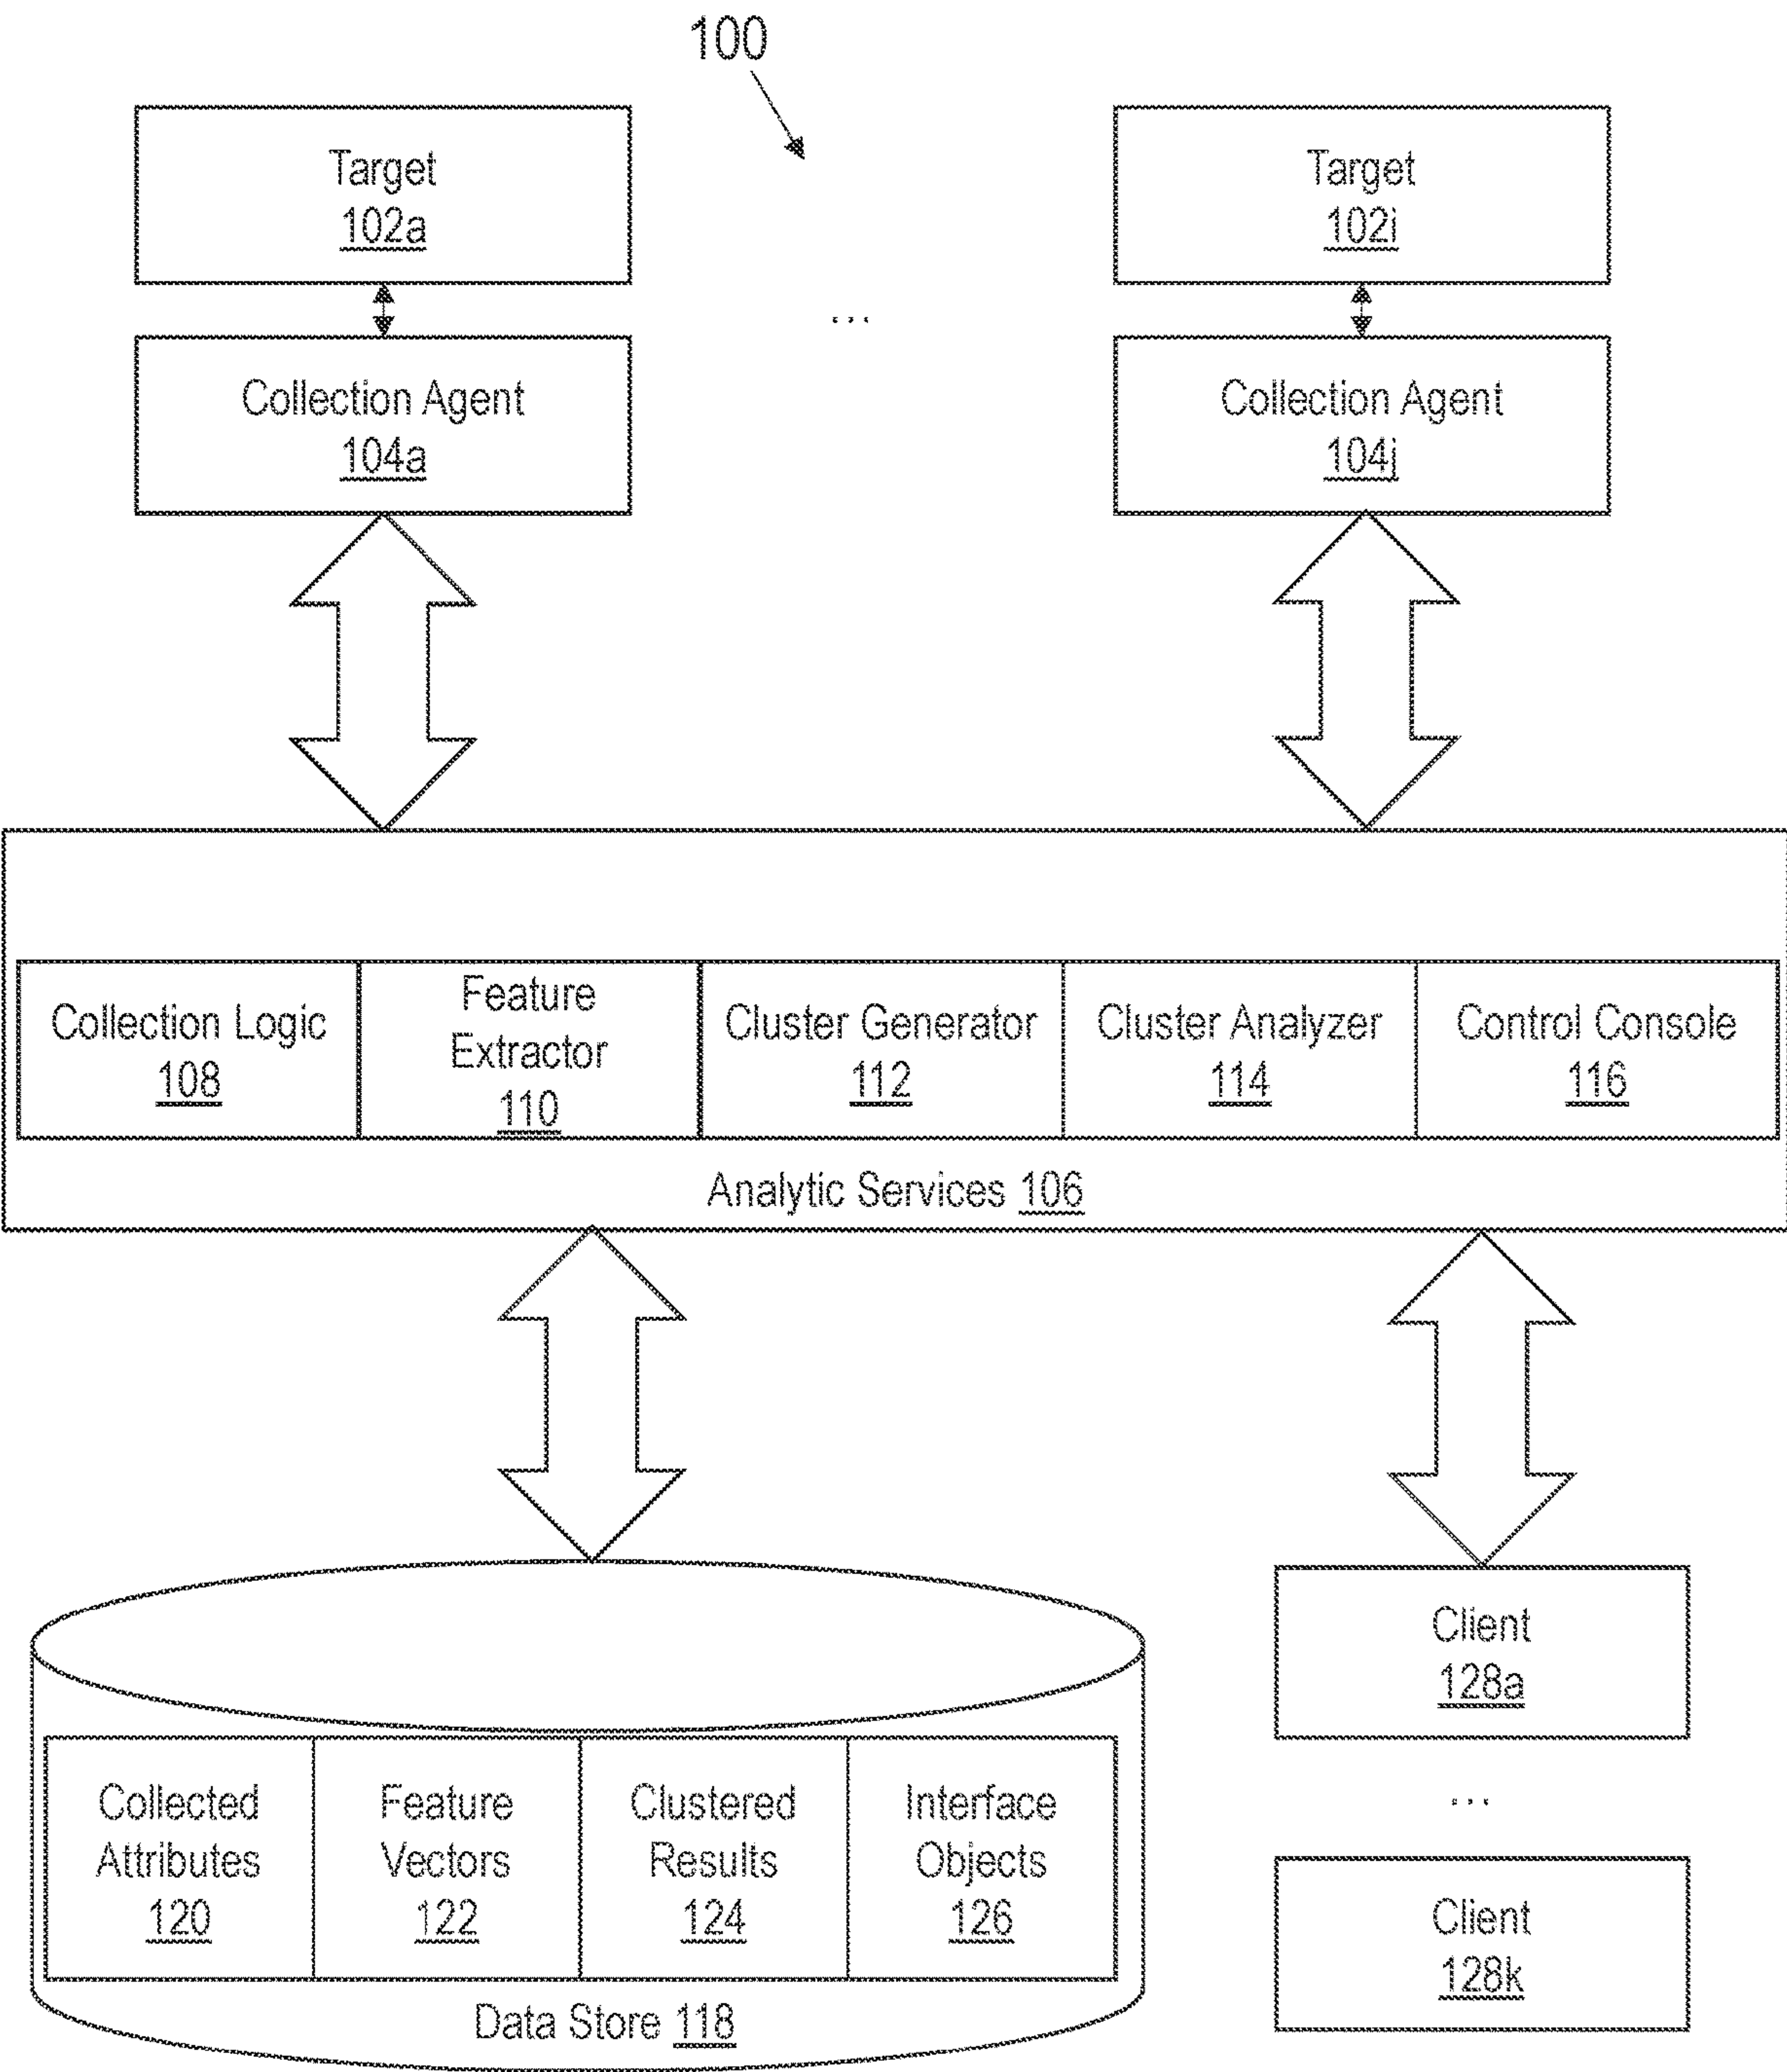 100
Target
102a
Target
102i
...
Collection Agent
104a
Collection Agent
104j
Collection Logic
108
Feature
Extractor
110
Cluster Generator
112
Cluster Analyzer
114
Control Console
116
Analytic Services 106
Collected
Attributes
120
Feature
Vectors
122
Clustered
Results
124
Interface
Objects
126
Data Store 118
Client
128a
...
Client
128k